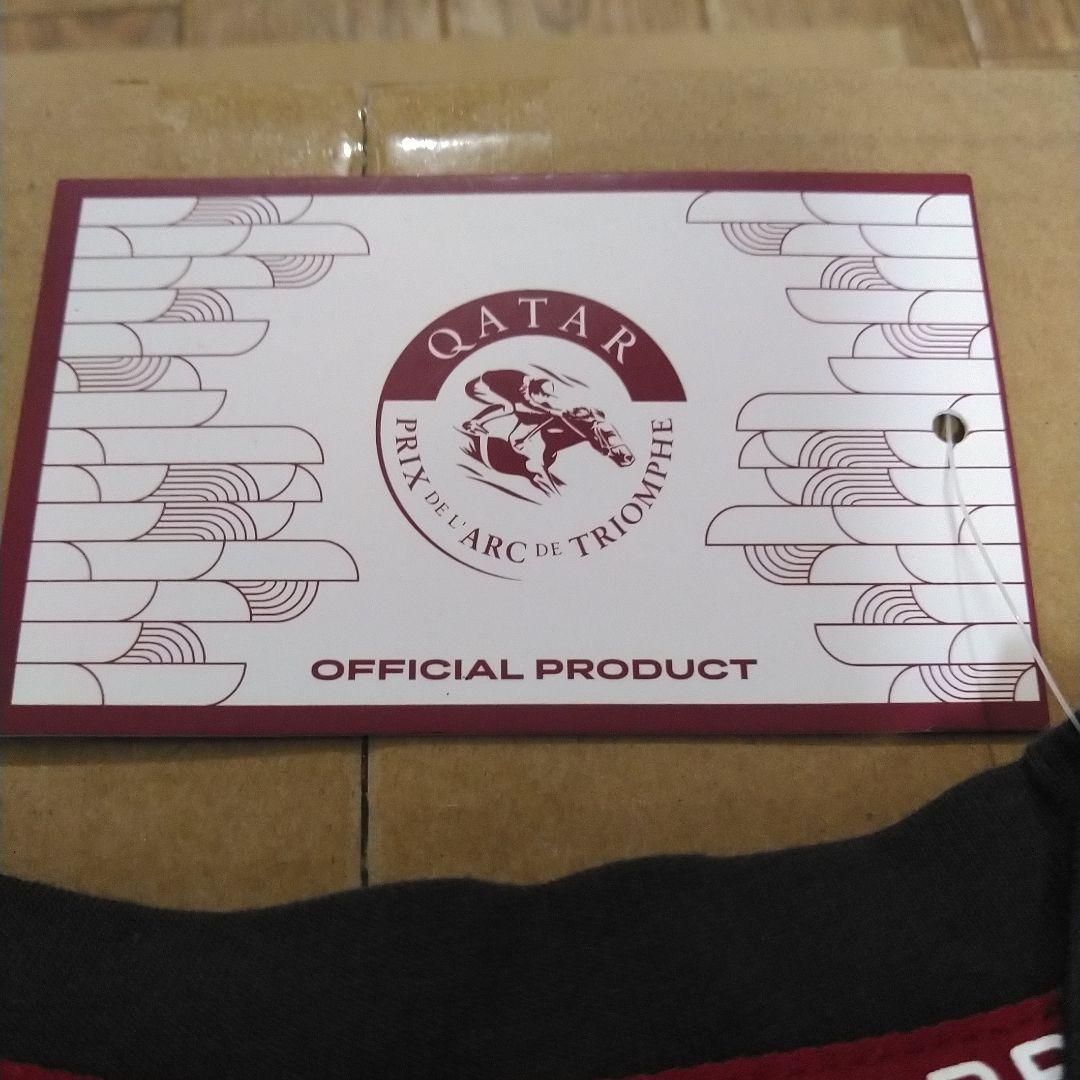 QATAR
PRIX DE L'ARC DE TRIOMPHE
OFFICIAL PRODUCT